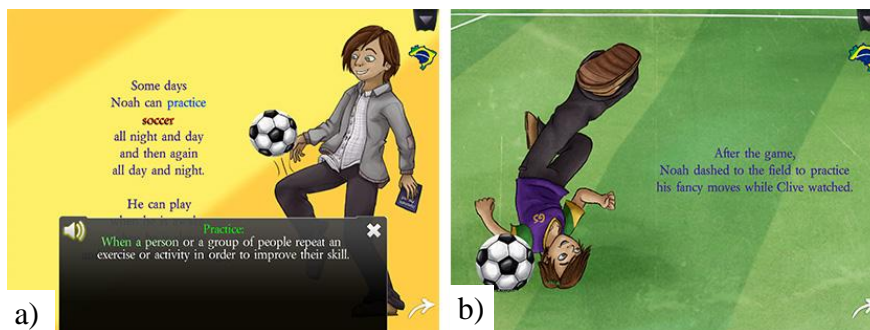 Some days
Noah can practice
soccer
all night and day
and then again
all day and night.
He can play
Practice:
When a person or a group of people repeat an
exercise or activity in order to improve their skill.
a)
After the game,
Noah dashed to the field to practice
his fancy moves while Clive watched.
b)